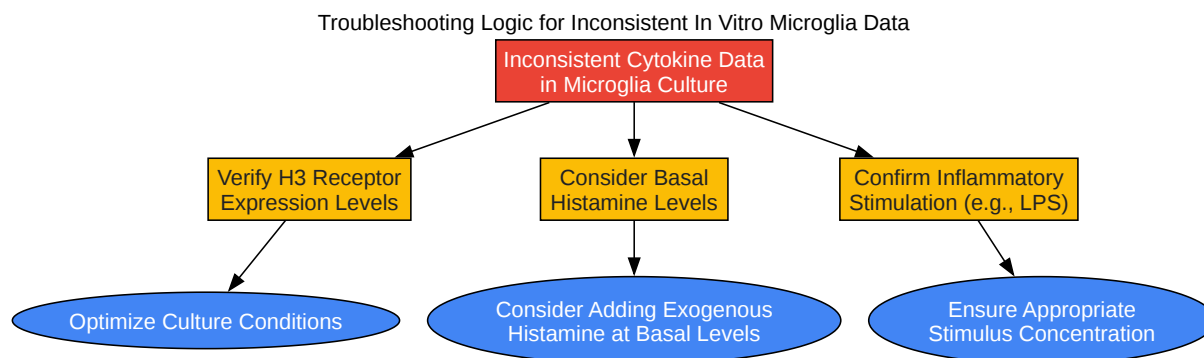 Troubleshooting Logic for Inconsistent In Vitro Microglia Data
Inconsistent Cytokine Data
in Microglia Culture
Verify H3 Receptor
Expression Levels
Consider Basal
Histamine Levels
Confirm Inflammatory
Stimulation (e.g., LPS)
Optimize Culture Conditions
Consider Adding Exogenous
Histamine at Basal Levels
Ensure Appropriate
Stimulus Concentration